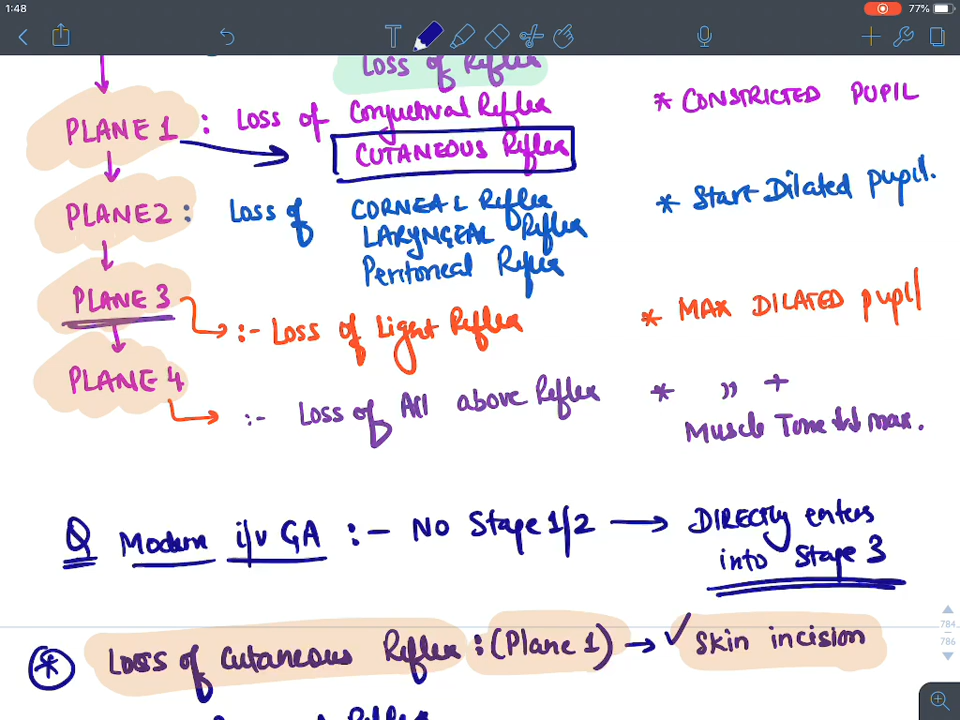 1:48
77%
Loss of Reflex
PLANE 1 : Loss of Conjuctival Reflex * CONSTRICTED PUPIL
CUTANEOUS Reflex
PLANE 2 : Loss of CORNEAL Reflex * Start Dilated pupil.
LARYNGEAL Reflex
Peritoneal Reflex
PLANE 3 :- Loss of Light Reflex * MAX DILATED pupil
PLANE 4 :- Loss of All above Reflex * ,, +
Muscle Tone ↓↓ max.
Q Modern i/v GA :- NO Stage 1/2 → DIRECTLY enters
into Stage 3
* Loss of cutaneous Reflex : (Plane 1) → ✓ Skin incision
784
786